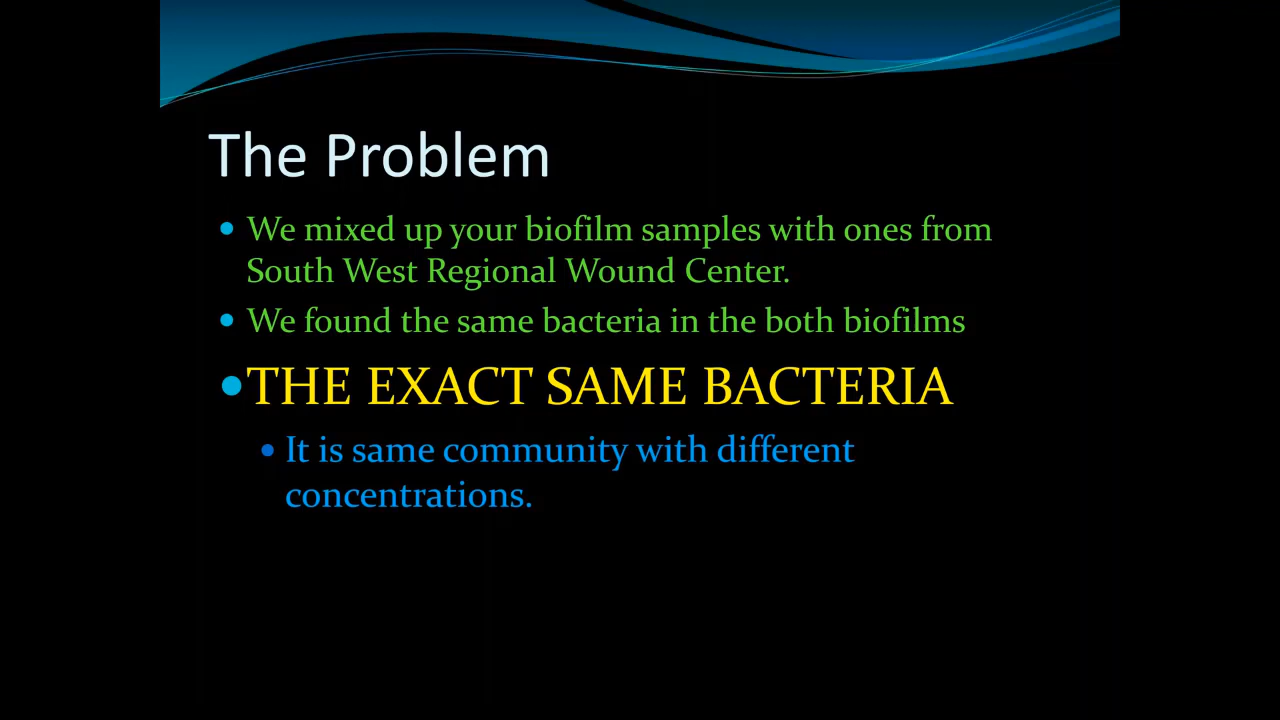 The Problem
We mixed up your biofilm samples with ones from
South West Regional Wound Center.
We found the same bacteria in the both biofilms
THE EXACT SAME BACTERIA
It is same community with different
concentrations.